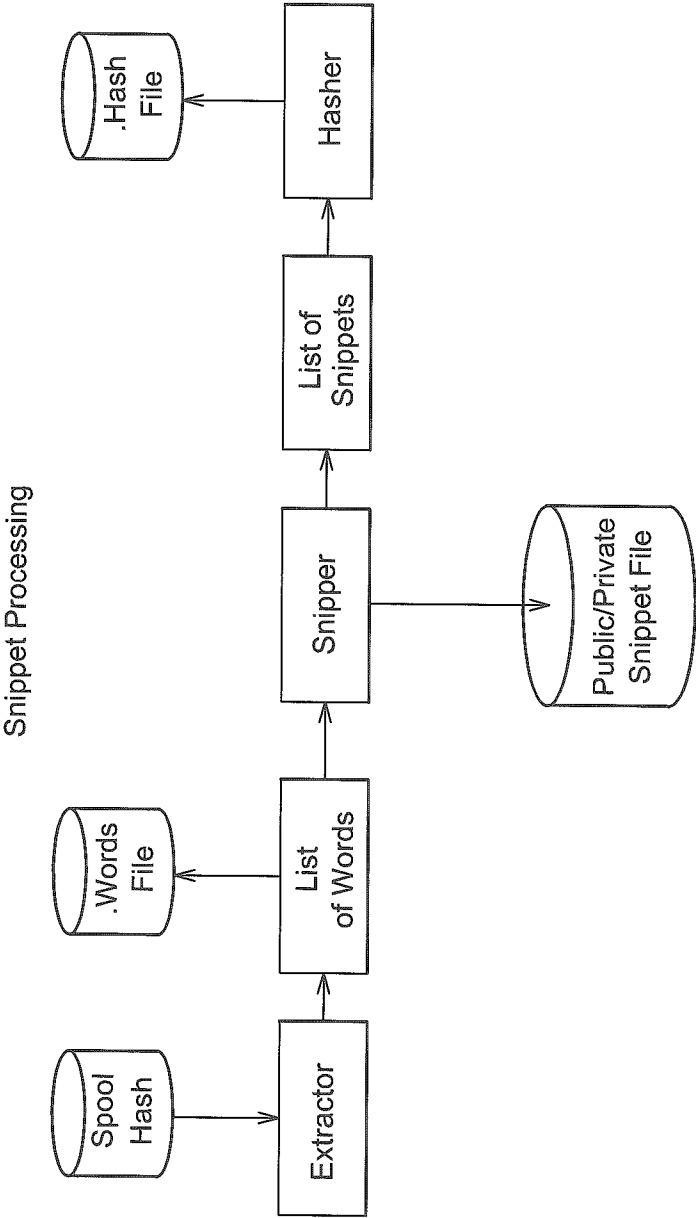 Snippet Processing
Spool
Hash
.Words
File
.Hash
File
Extractor
List
of Words
Snipper
List of
Snippets
Hasher
Public/Private
Snippet File